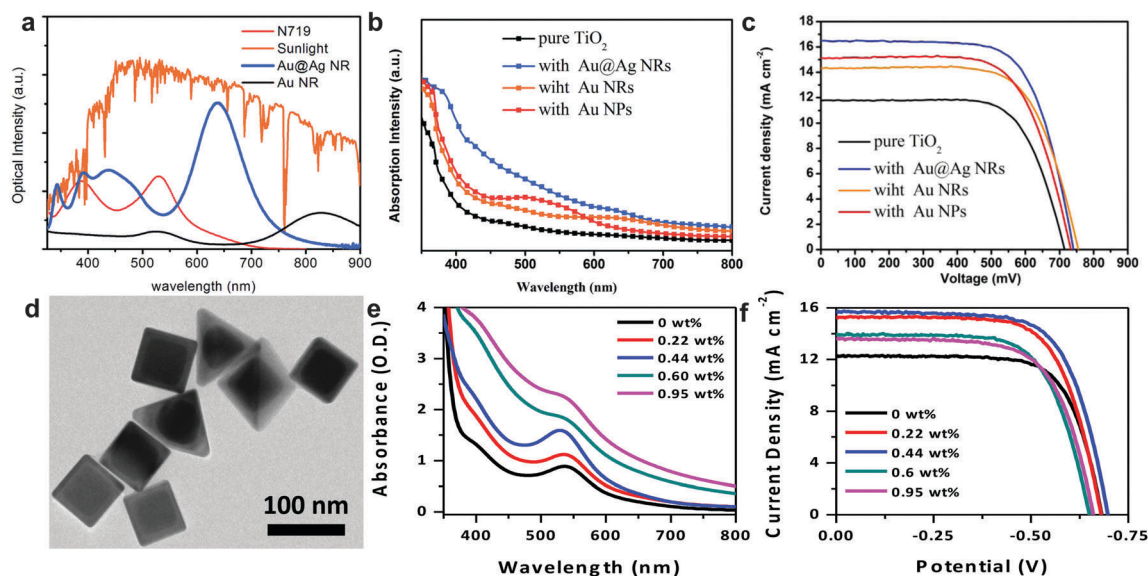 a
N719
Sunlight
Au@Ag NR
Au NR
Optical Intensity (a.u.)
400 500 600 700 800 900
wavelength (nm)
b
pure TiO₂
with Au@Ag NRs
wiht Au NRs
with Au NPs
Absorption Intensity (a.u.)
400 500 600 700 800
Wavelength (nm)
c
18
16
14
12
10
8
6
4
2
0
pure TiO₂
with Au@Ag NRs
wiht Au NRs
with Au NPs
Current density (mA cm⁻²)
0 100 200 300 400 500 600 700 800
Voltage (mV)
d
100 nm
e
4
3
2
1
0
0 wt%
0.22 wt%
0.44 wt%
0.60 wt%
0.95 wt%
Absorbance (O.D.)
400 500 600 700 800
Wavelength (nm)
f
16
12
8
4
0
0 wt%
0.22 wt%
0.44 wt%
0.6 wt%
0.95 wt%
Current Density (mA cm⁻²)
0.00 -0.25 -0.50 -0.75
Potential (V)